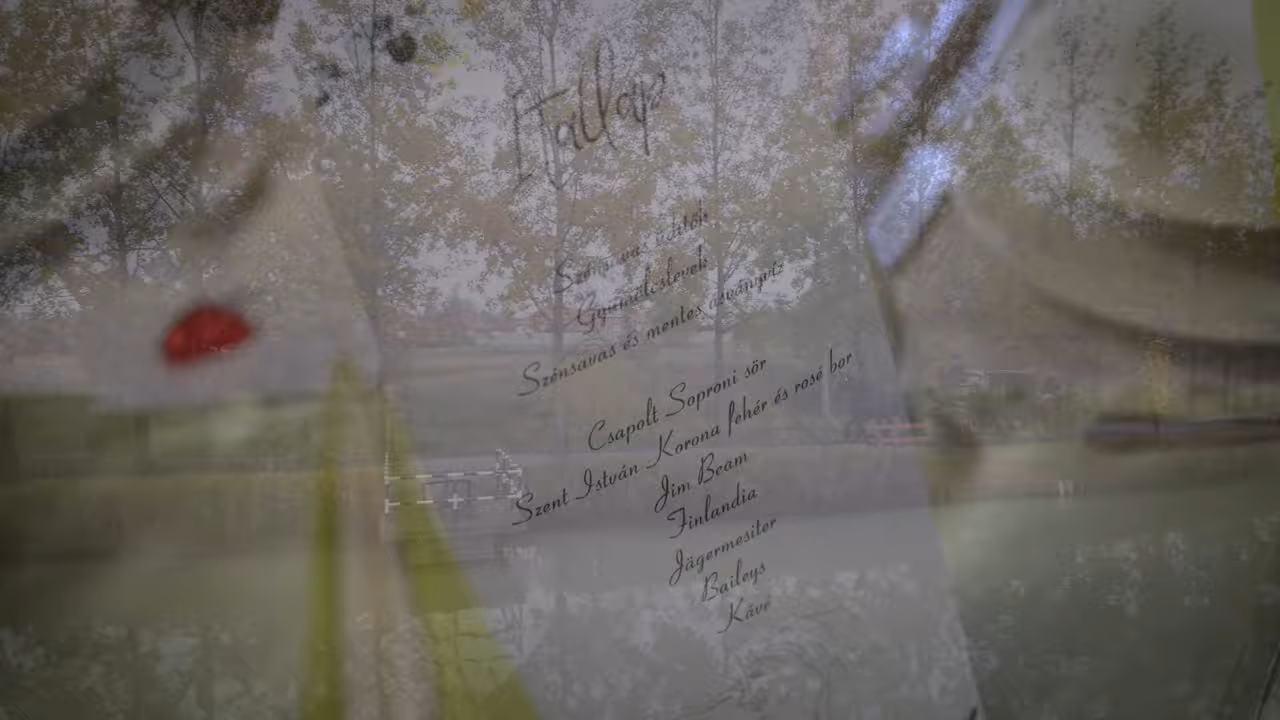 Itallap
Szénsavas üdítők
Gyümölcslevek
Szénsavas és mentes ásványvíz
Csapolt Soproni sör
Szent István Korona fehér és rosé bor
Jim Beam
Finlandia
Jägermesiter
Baileys
Kávé